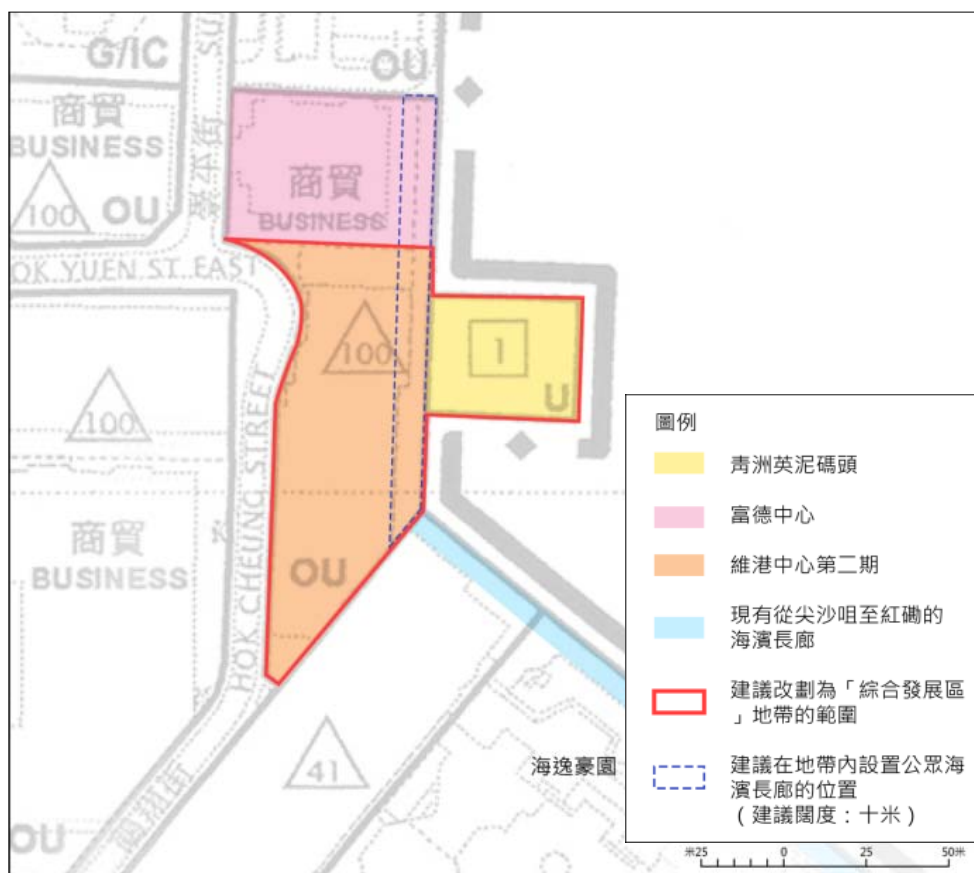 G/IC
OU
商貿
BUSINESS
100
OU
商貿
BUSINESS
OK YUEN ST. EAST
100
1
U
100
HOK CHEUNG STREET
商貿
BUSINESS
OU
41
海逸豪園
OU
圖例
青洲英坭碼頭
富德中心
維港中心第二期
現有從尖沙咀至紅磡的
海濱長廊
建議改劃為「綜合發展區
」地帶的範圍
建議在地帶內設置公眾海
濱長廊的位置
(建議闊度：十米)
米25 0 25 50米